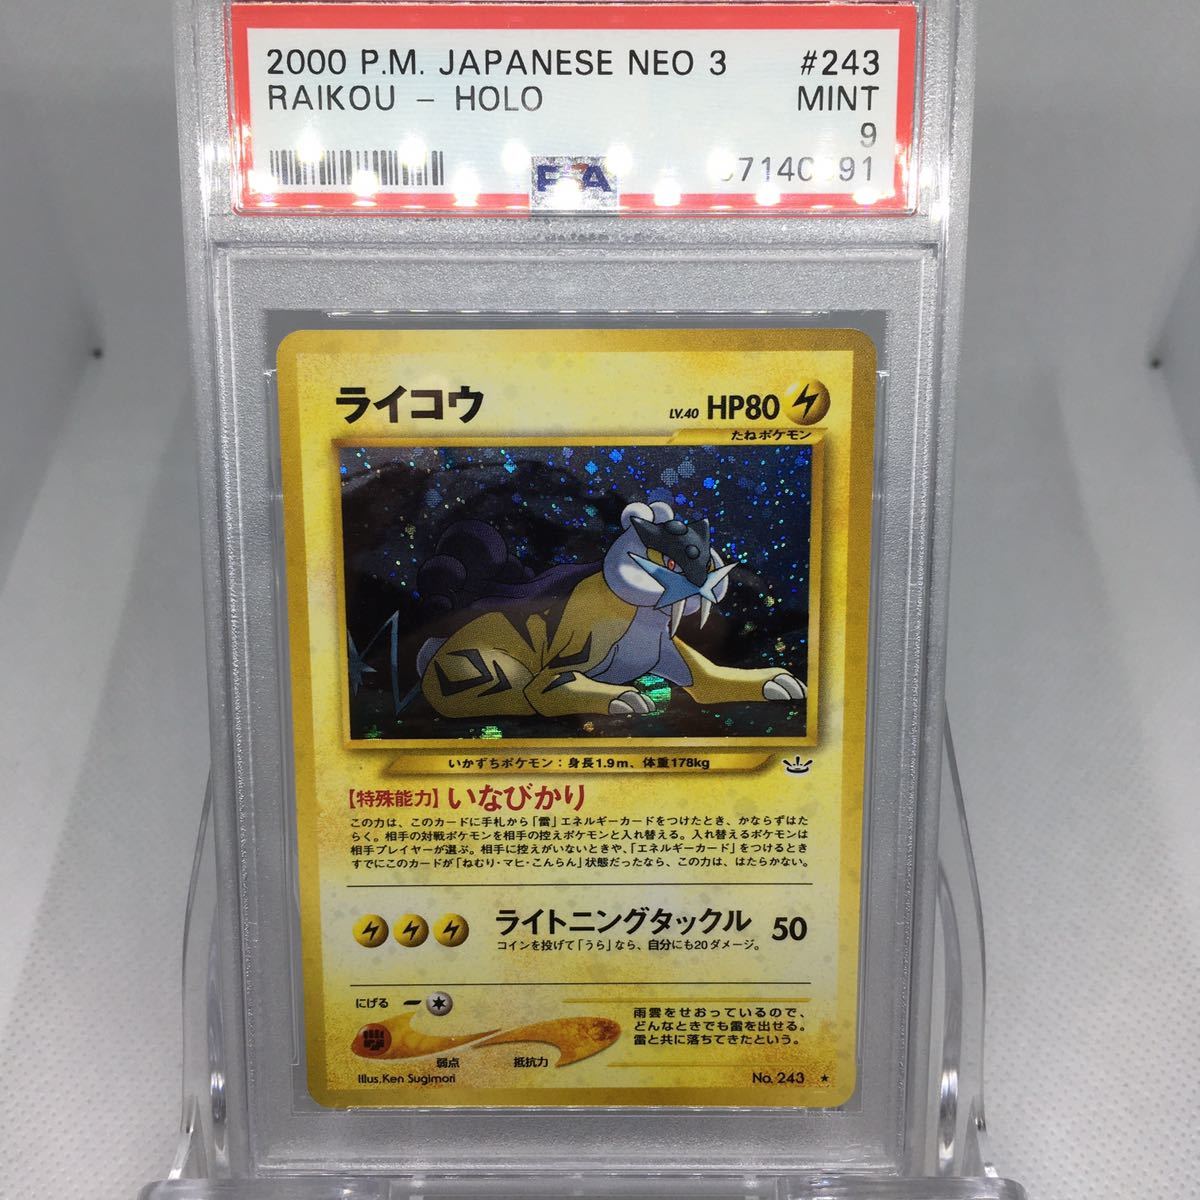 2000 P.M. JAPANESE NEO 3 #243
RAIKOU - HOLO MINT
9
PSA
ライコウ LV.40 HP80
たねポケモン
いかずちポケモン：身長1.9m、体重178kg
【特殊能力】いなびかり
この力は、このカードに手札から「雷」エネルギーカードをつけたとき、かならずはた
らく。相手の対戦ポケモンを相手の控えポケモンと入れ替える。入れ替えるポケモンは
相手プレイヤーが選ぶ。相手に控えがいないときや、「エネルギーカード」をつけるとき
すでにこのカードが「ねむり・マヒ・こんらん」状態だったなら、この力は、はたらかない。
ライトニングタックル 50
コインを投げて「うら」なら、自分にも20ダメージ。
にげる
弱点 抵抗力
雨雲をせおっているので、
どんなときでも雷を出せる。
雷と共に落ちてきたという。
Illus.Ken Sugimori No. 243 ★